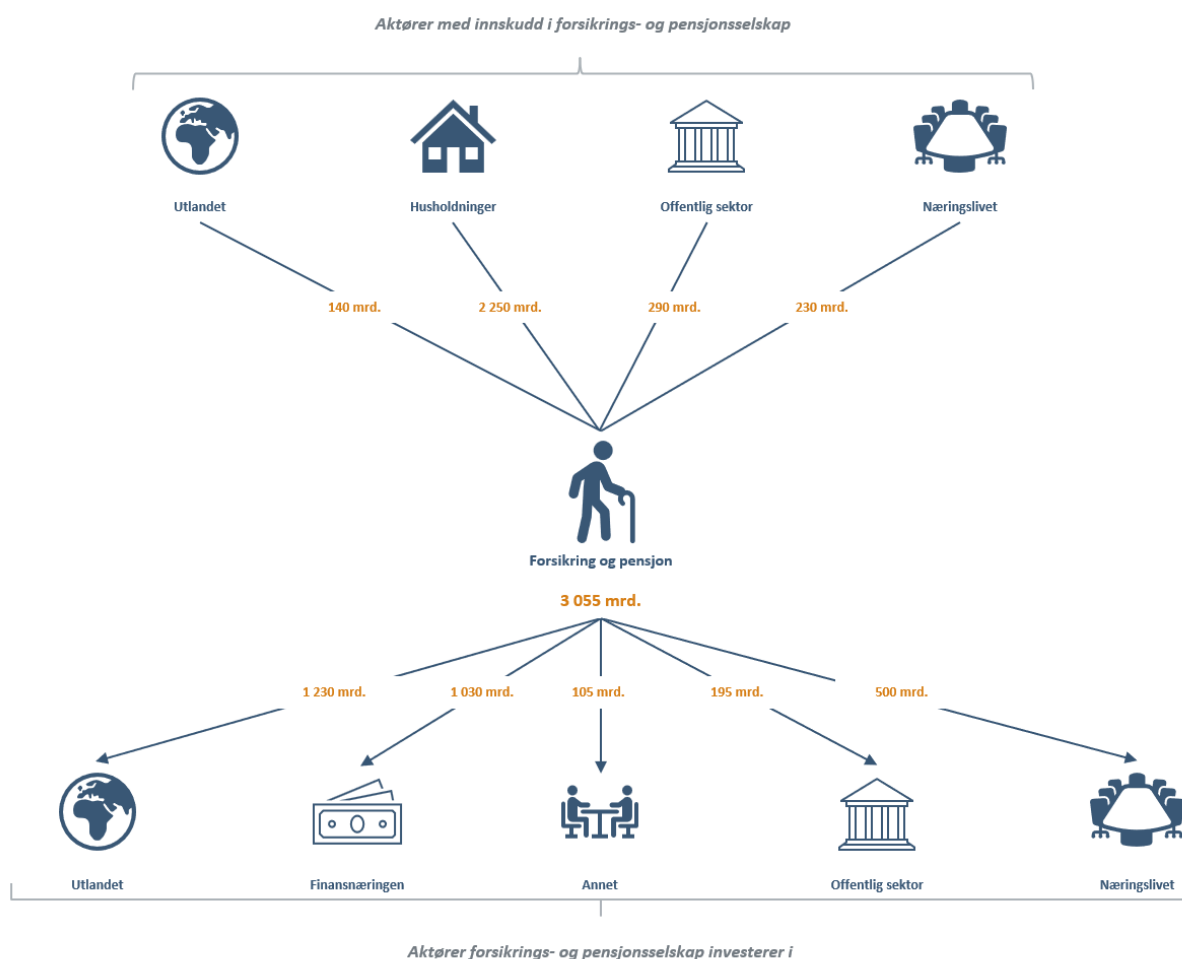 Aktører med innskudd i forsikrings- og pensjonsselskap
Utlandet
Husholdninger
Offentlig sektor
Næringslivet
140 mrd.
2 250 mrd.
290 mrd.
230 mrd.
Forsikring og pensjon
3 055 mrd.
1 230 mrd.
1 030 mrd.
105 mrd.
195 mrd.
500 mrd.
Utlandet
Finansnæringen
Annet
Offentlig sektor
Næringslivet
Aktører forsikrings- og pensjonsselskap investerer i